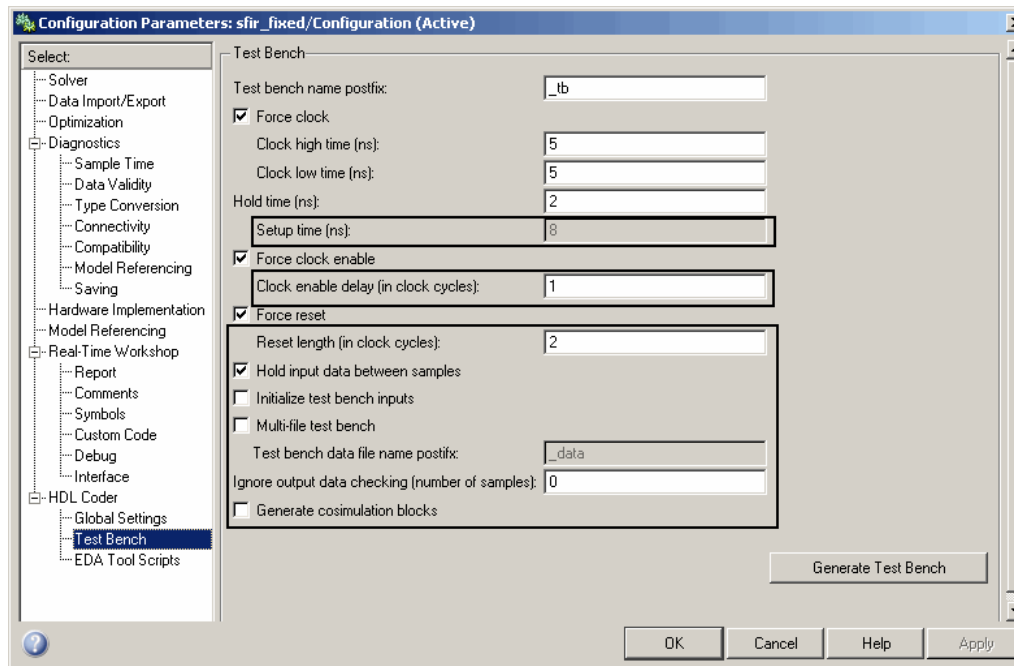 Configuration Parameters: sfir_fixed/Configuration (Active)
Select:
Solver
Data Import/Export
Optimization
Diagnostics
Sample Time
Data Validity
Type Conversion
Connectivity
Compatibility
Model Referencing
Saving
Hardware Implementation
Model Referencing
Real-Time Workshop
Report
Comments
Symbols
Custom Code
Debug
Interface
HDL Coder
Global Settings
Test Bench
EDA Tool Scripts
Test Bench
Test bench name postfix: _tb
Force clock
Clock high time (ns): 5
Clock low time (ns): 5
Hold time (ns): 2
Setup time (ns): 8
Force clock enable
Clock enable delay (in clock cycles): 1
Force reset
Reset length (in clock cycles): 2
Hold input data between samples
Initialize test bench inputs
Multi-file test bench
Test bench data file name postifx: _data
Ignore output data checking (number of samples): 0
Generate cosimulation blocks
Generate Test Bench
OK Cancel Help Apply